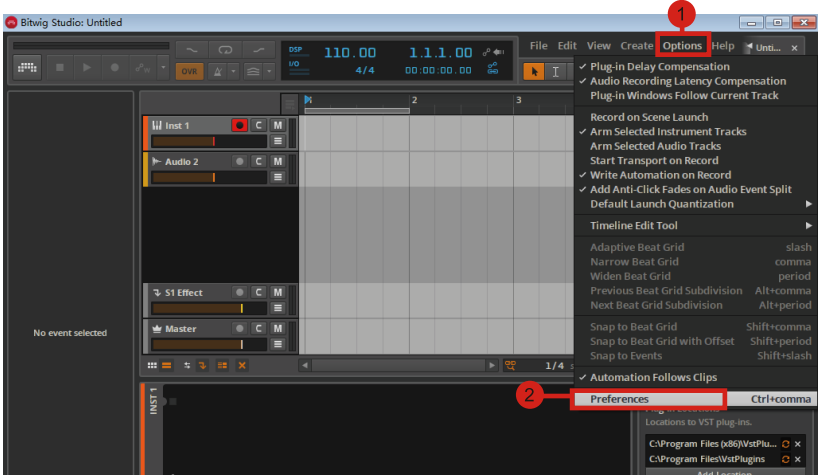 Bitwig Studio: Untitled
1
DSP
I/O
110.00
4/4
1.1.1.00
00:00:00.00
File Edit View Create Options Help
Unti... x
OVR
✓ Plug-in Delay Compensation
✓ Audio Recording Latency Compensation
Plug-in Windows Follow Current Track
Record on Scene Launch
✓ Arm Selected Instrument Tracks
Arm Selected Audio Tracks
Start Transport on Record
✓ Write Automation on Record
✓ Add Anti-Click Fades on Audio Event Split
Default Launch Quantization
Timeline Edit Tool
Adaptive Beat Grid slash
Narrow Beat Grid comma
Widen Beat Grid period
Previous Beat Grid Subdivision Alt+comma
Next Beat Grid Subdivision Alt+period
Snap to Beat Grid Shift+comma
Snap to Beat Grid with Offset Shift+period
Snap to Events Shift+slash
✓ Automation Follows Clips
2
Preferences Ctrl+comma
2 3
Inst 1 C M
Audio 2 C M
S1 Effect C M
Master C M
No event selected
1/4
INST 1
Locations to VST plug-ins.
C:\Program Files (x86)\VstPlu... x
C:\Program Files\VstPlugins x
Add Location